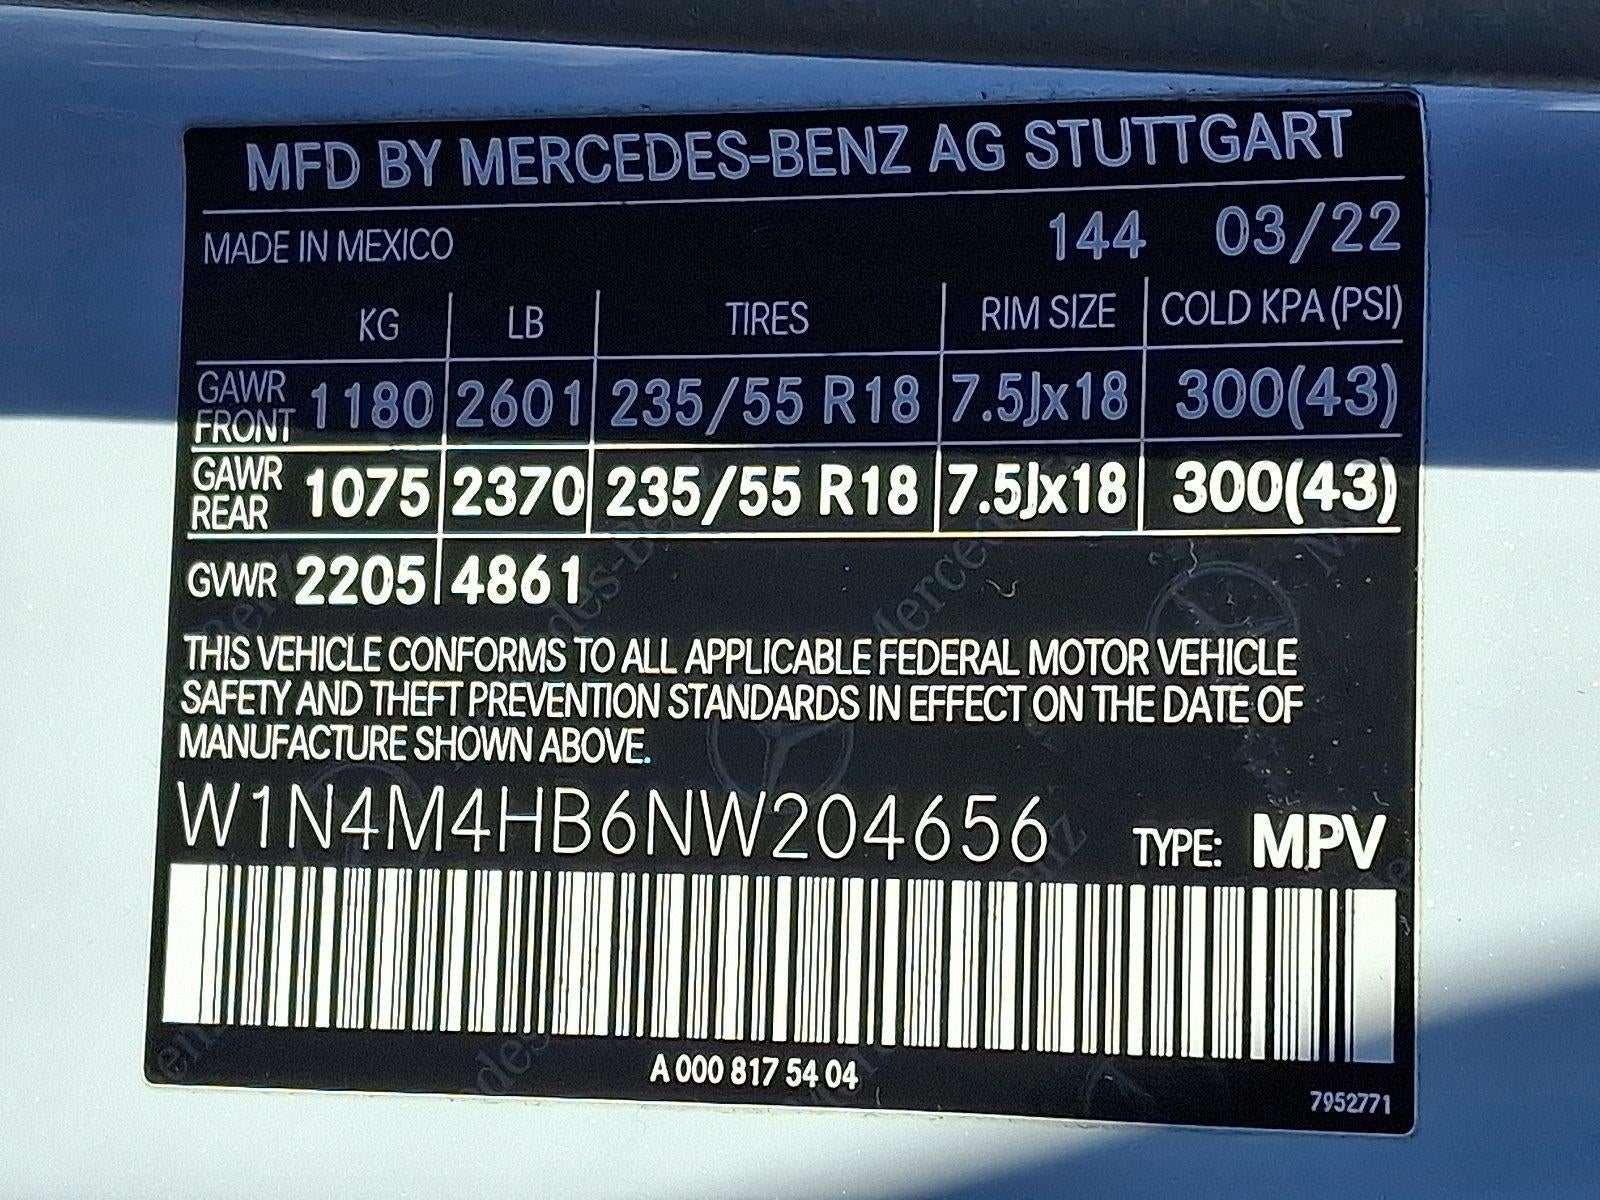 MFD BY MERCEDES-BENZ AG STUTTGART
MADE IN MEXICO 144 03/22
KG LB TIRES RIM SIZE COLD KPA (PSI)
GAWR FRONT 1180 2601 235/55 R18 7.5Jx18 300(43)
GAWR REAR 1075 2370 235/55 R18 7.5Jx18 300(43)
GVWR 2205 4861
THIS VEHICLE CONFORMS TO ALL APPLICABLE FEDERAL MOTOR VEHICLE
SAFETY AND THEFT PREVENTION STANDARDS IN EFFECT ON THE DATE OF
MANUFACTURE SHOWN ABOVE.
W1N4M4HB6NW204656 TYPE: MPV
A 000 817 54 04
7952771